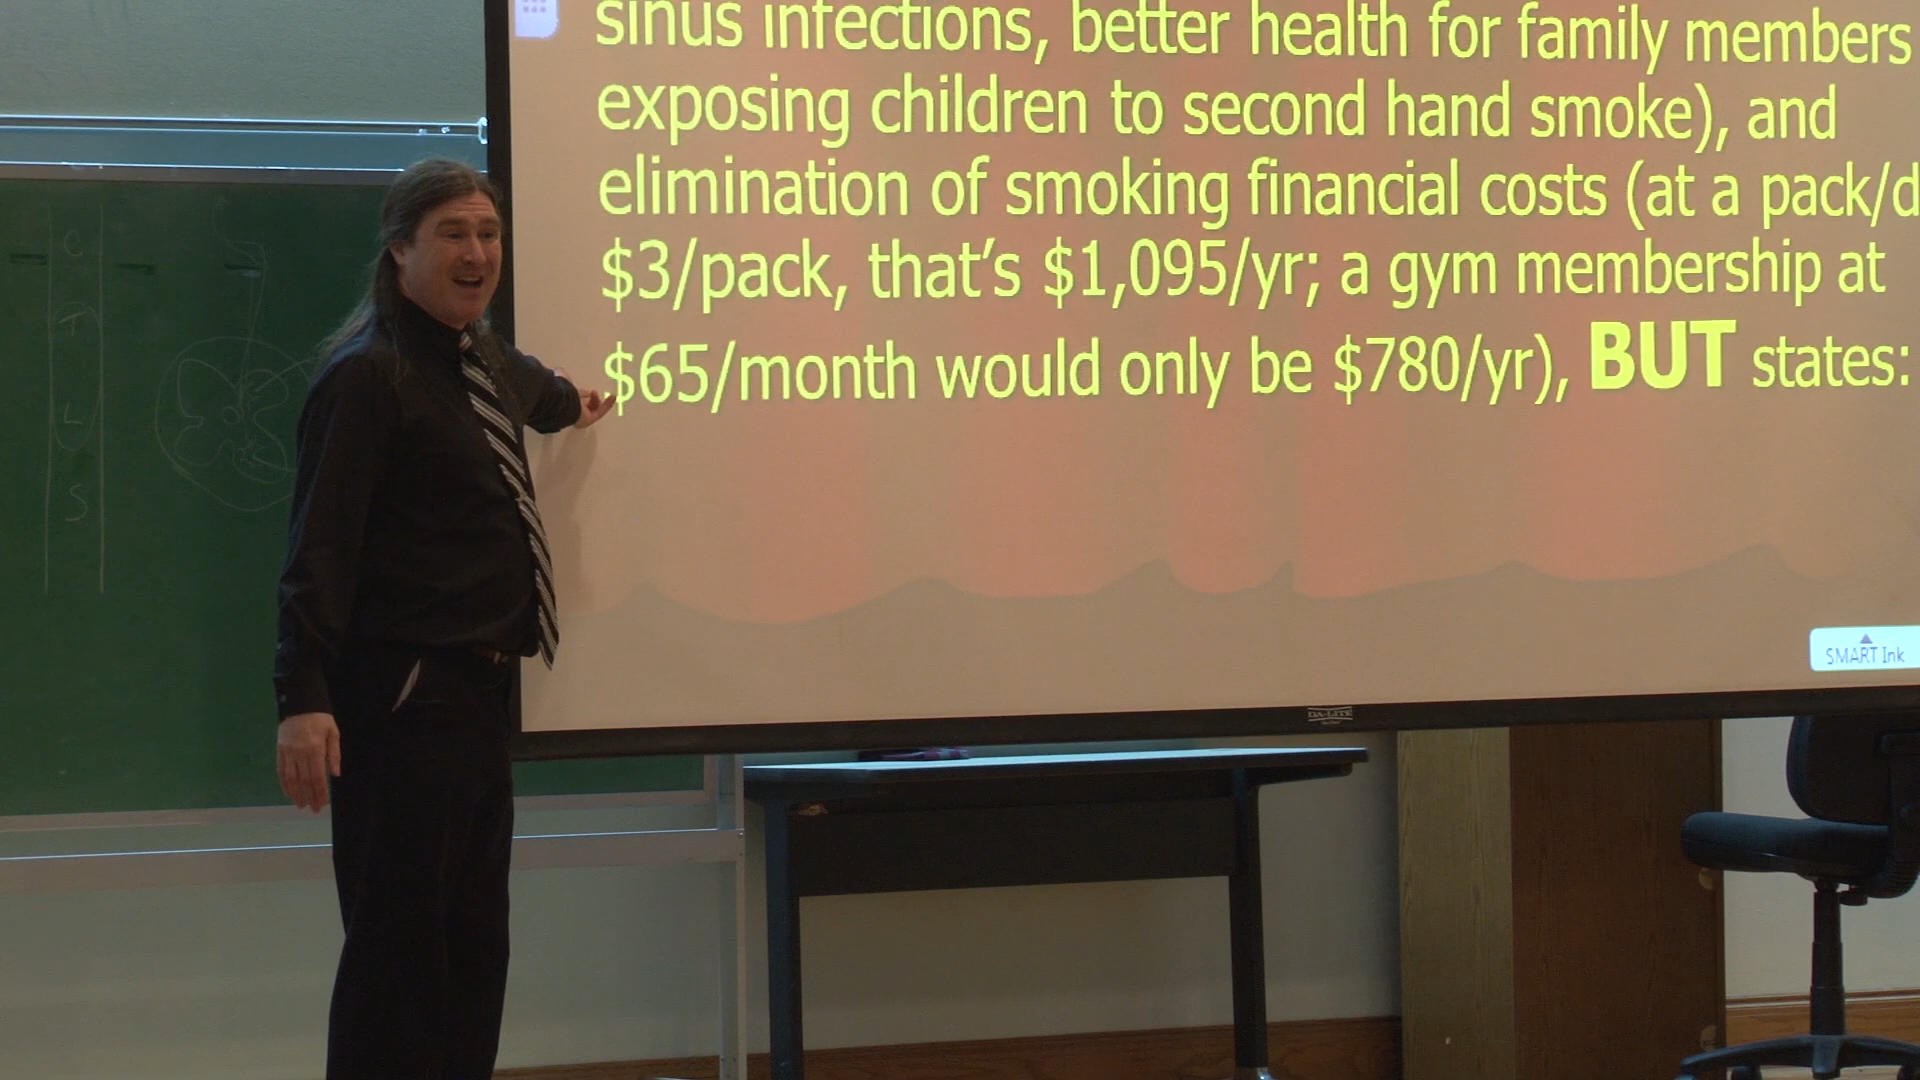 sinus infections, better health for family members
exposing children to second hand smoke), and
elimination of smoking financial costs (at a pack/d
$3/pack, that's $1,095/yr; a gym membership at
$65/month would only be $780/yr), BUT states:
SMART Ink
DA-LITE
C
T
L
S